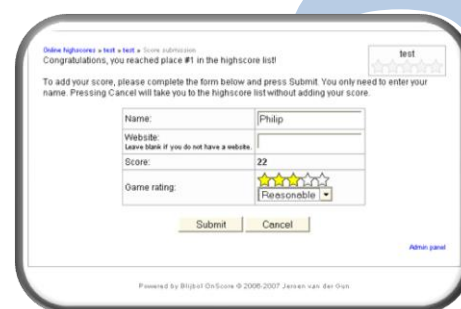 Online highscores » test » test » Score submission
Congratulations, you reached place #1 in the highscore list!
test
To add your score, please complete the form below and press Submit. You only need to enter your
name. Pressing Cancel will take you to the highscore list without adding your score.
Name:
Philip
Website:
Leave blank if you do not have a website.
Score:
22
Game rating:
Reasonable
Submit
Cancel
Admin panel
Powered by Blijbol OnScore © 2006-2007 Jeroen van der Gun